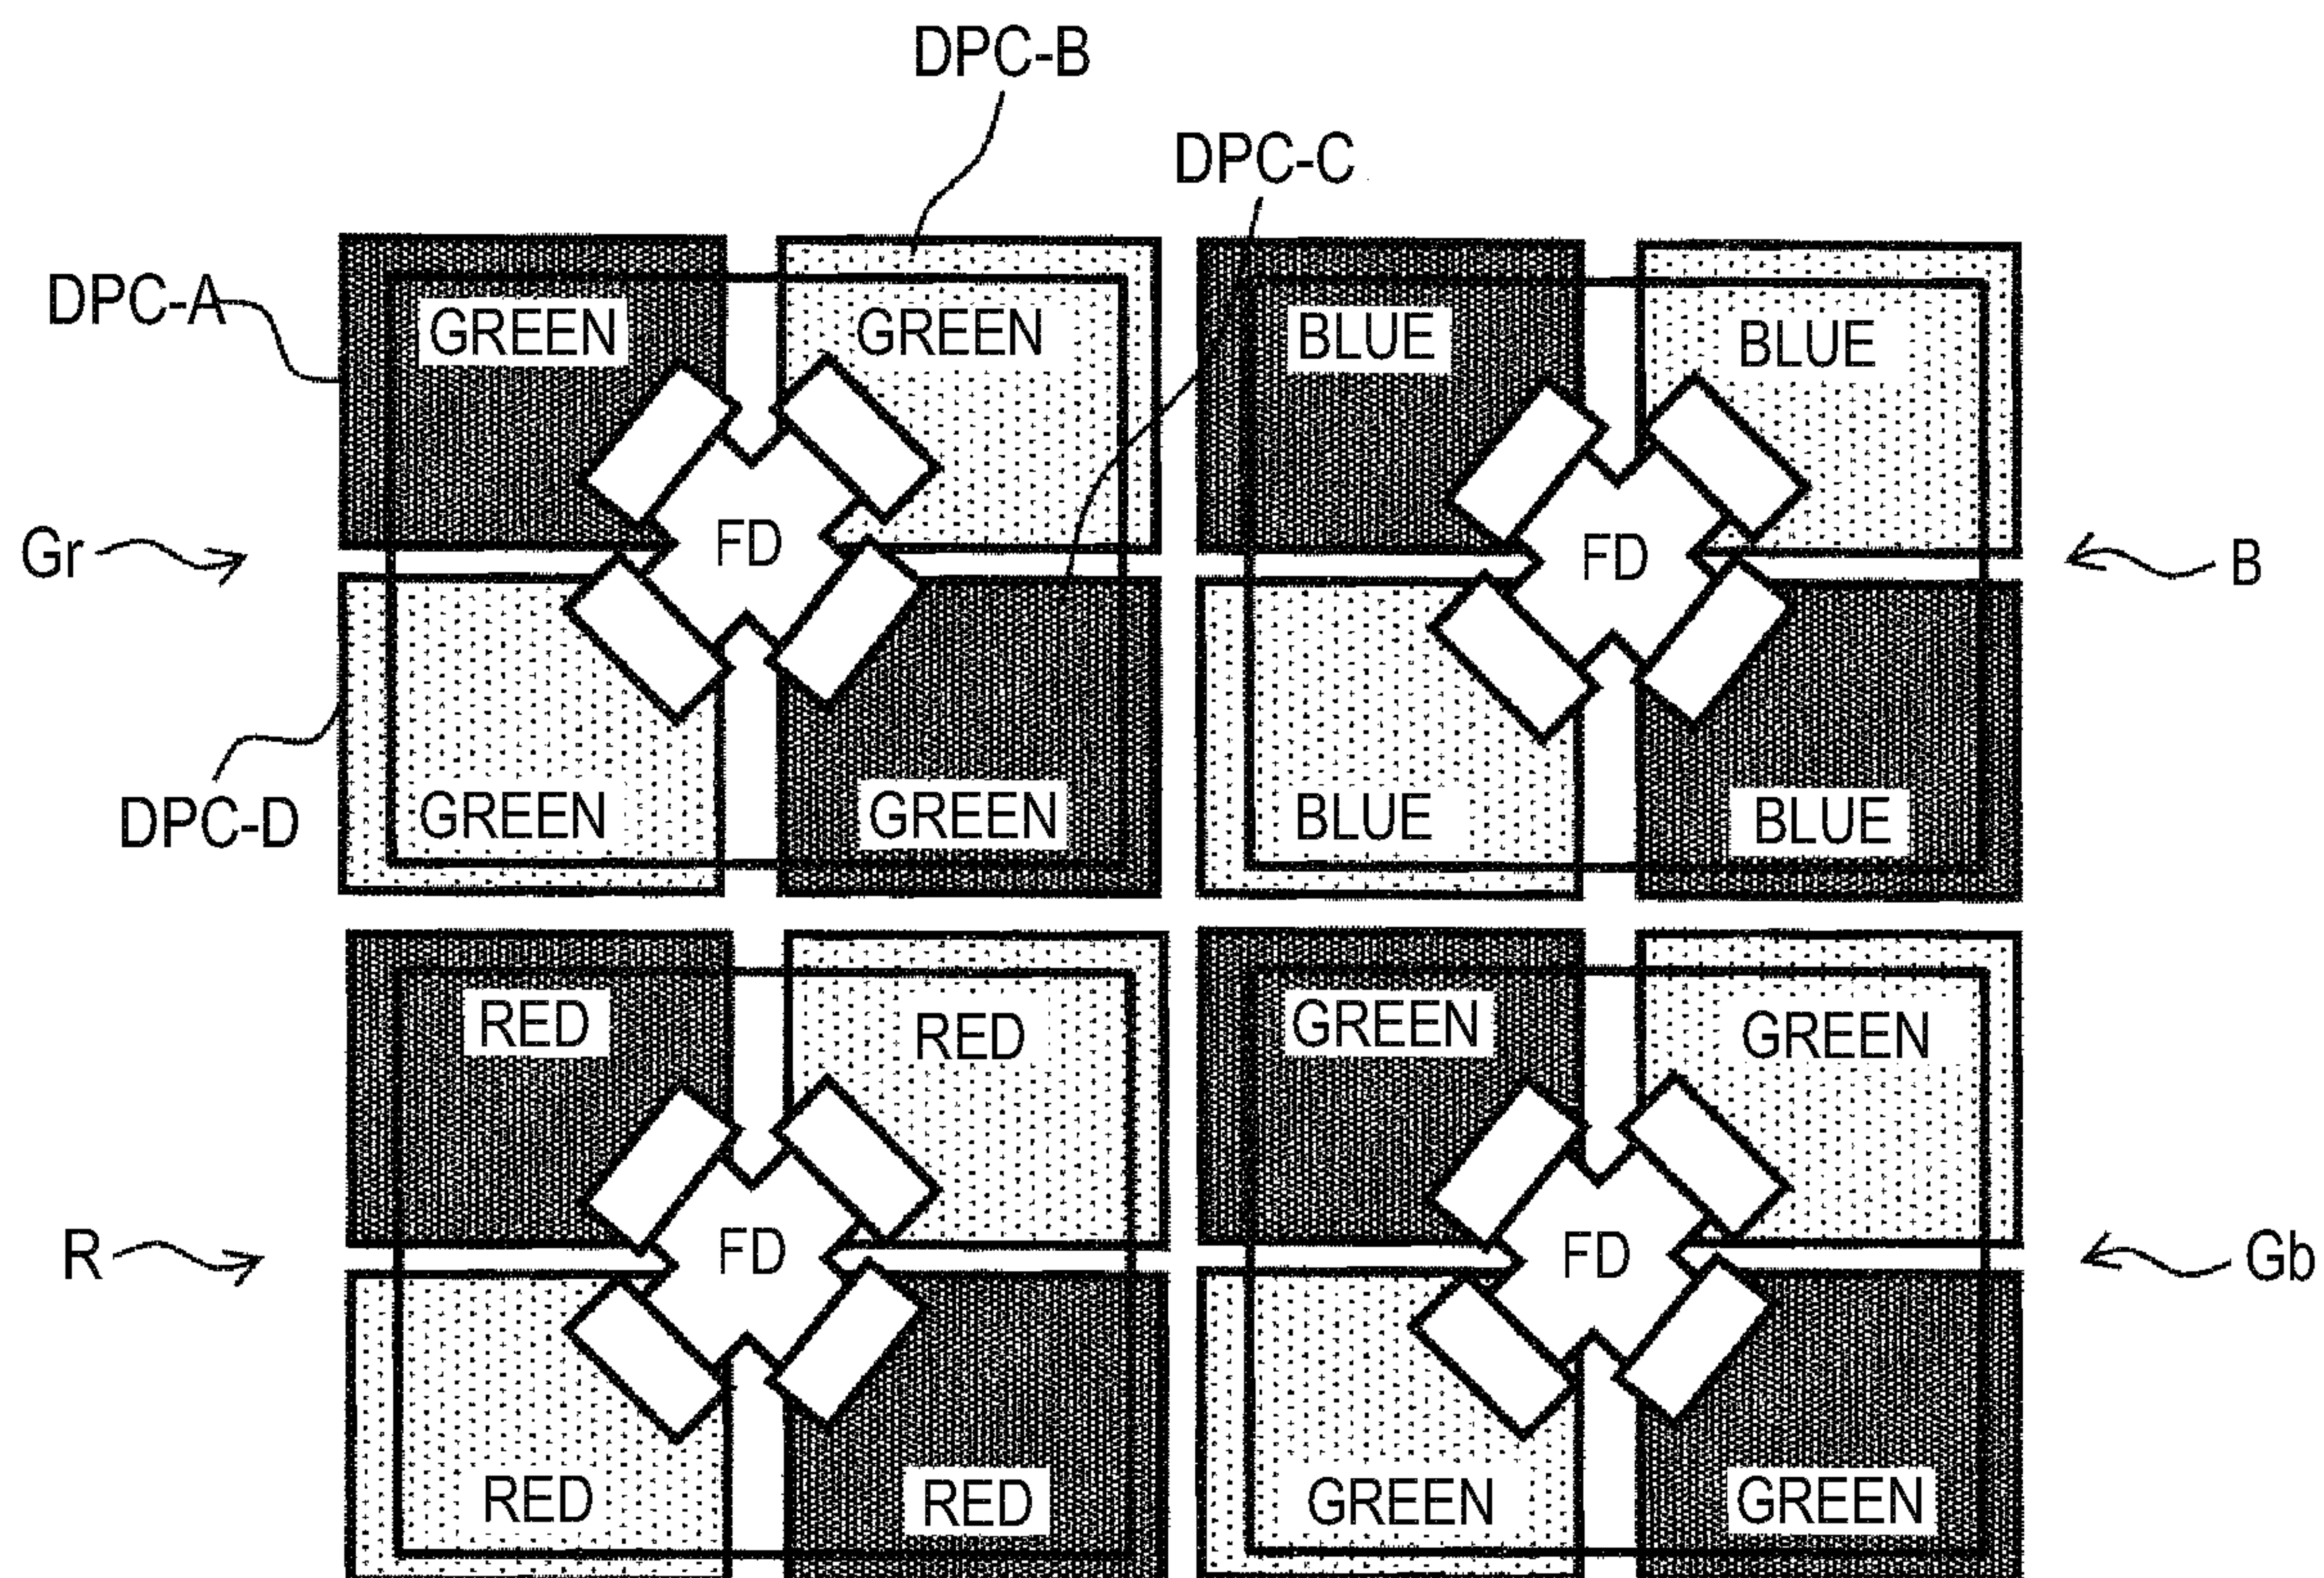 DPC-B
DPC-C
DPC-A
GREEN
GREEN
BLUE
BLUE
Gr
FD
FD
B
DPC-D
GREEN
GREEN
BLUE
BLUE
RED
RED
GREEN
GREEN
R
FD
FD
Gb
RED
RED
GREEN
GREEN